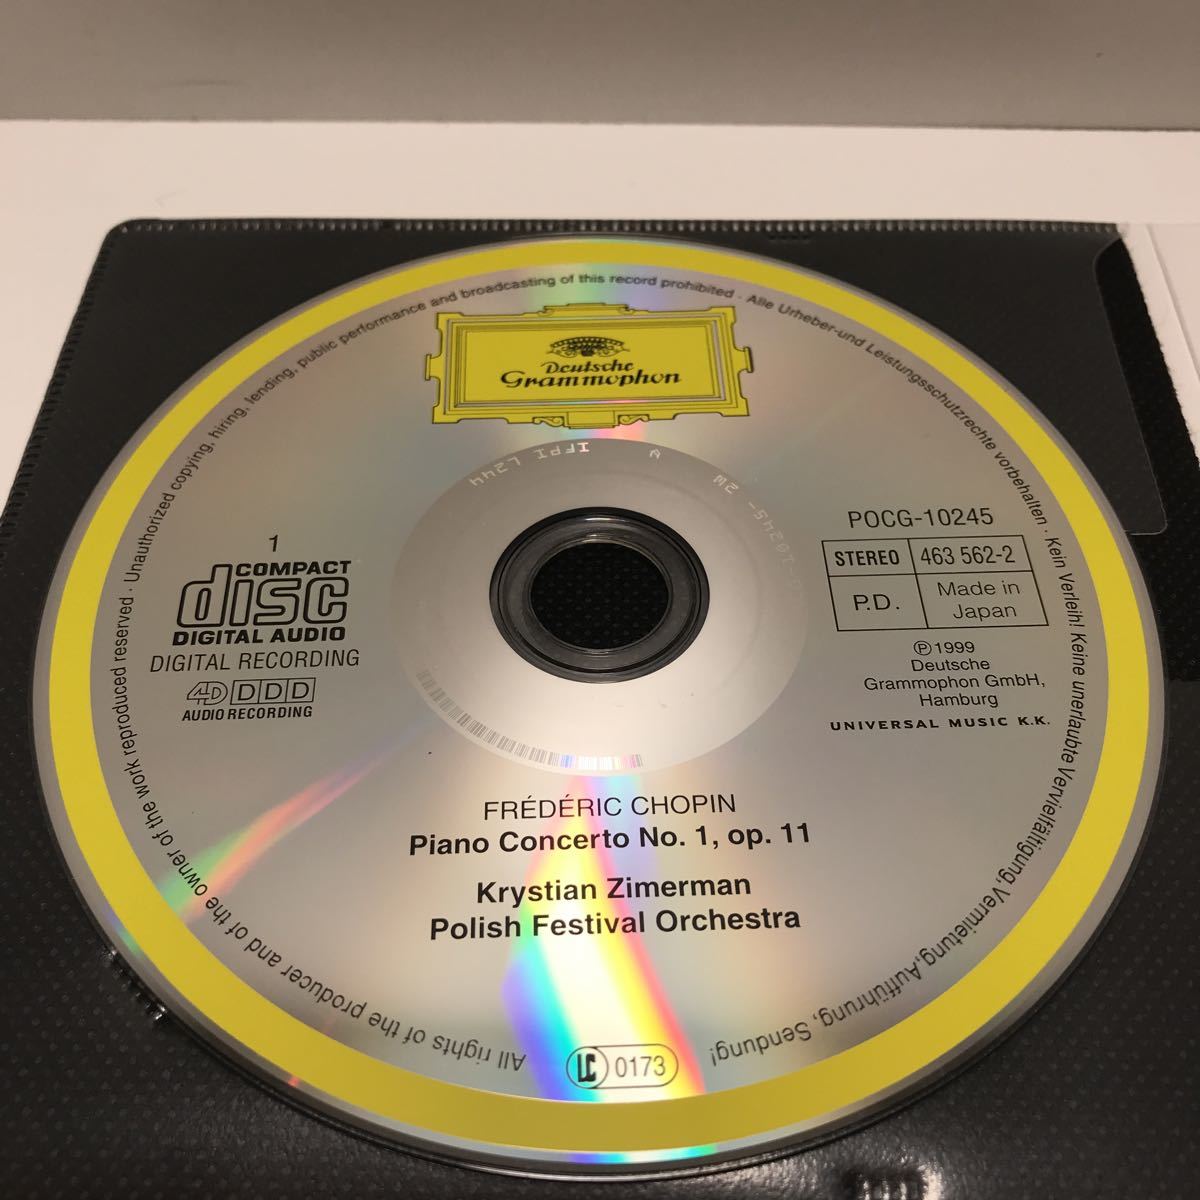 Deutsche
Grammophon
All rights of the producer and of the owner of the work reproduced reserved · Unauthorized copying, hiring, lending, public performance and broadcasting of this record prohibited · Alle Urheber-und Leistungsschutzrechte vorbehalten · Kein Verleih! Keine unerlaubte Vervielfältigung, Vermietung, Aufführung, Sendung!
IFPI L244
1
COMPACT
disc
DIGITAL AUDIO
DIGITAL RECORDING
4D DDD
AUDIO RECORDING
POCG-10245
STEREO 463 562-2
P.D. Made in
Japan
℗ 1999
Deutsche
Grammophon GmbH,
Hamburg
UNIVERSAL MUSIC K.K.
FRÉDÉRIC CHOPIN
Piano Concerto No. 1, op. 11
Krystian Zimerman
Polish Festival Orchestra
LC 0173